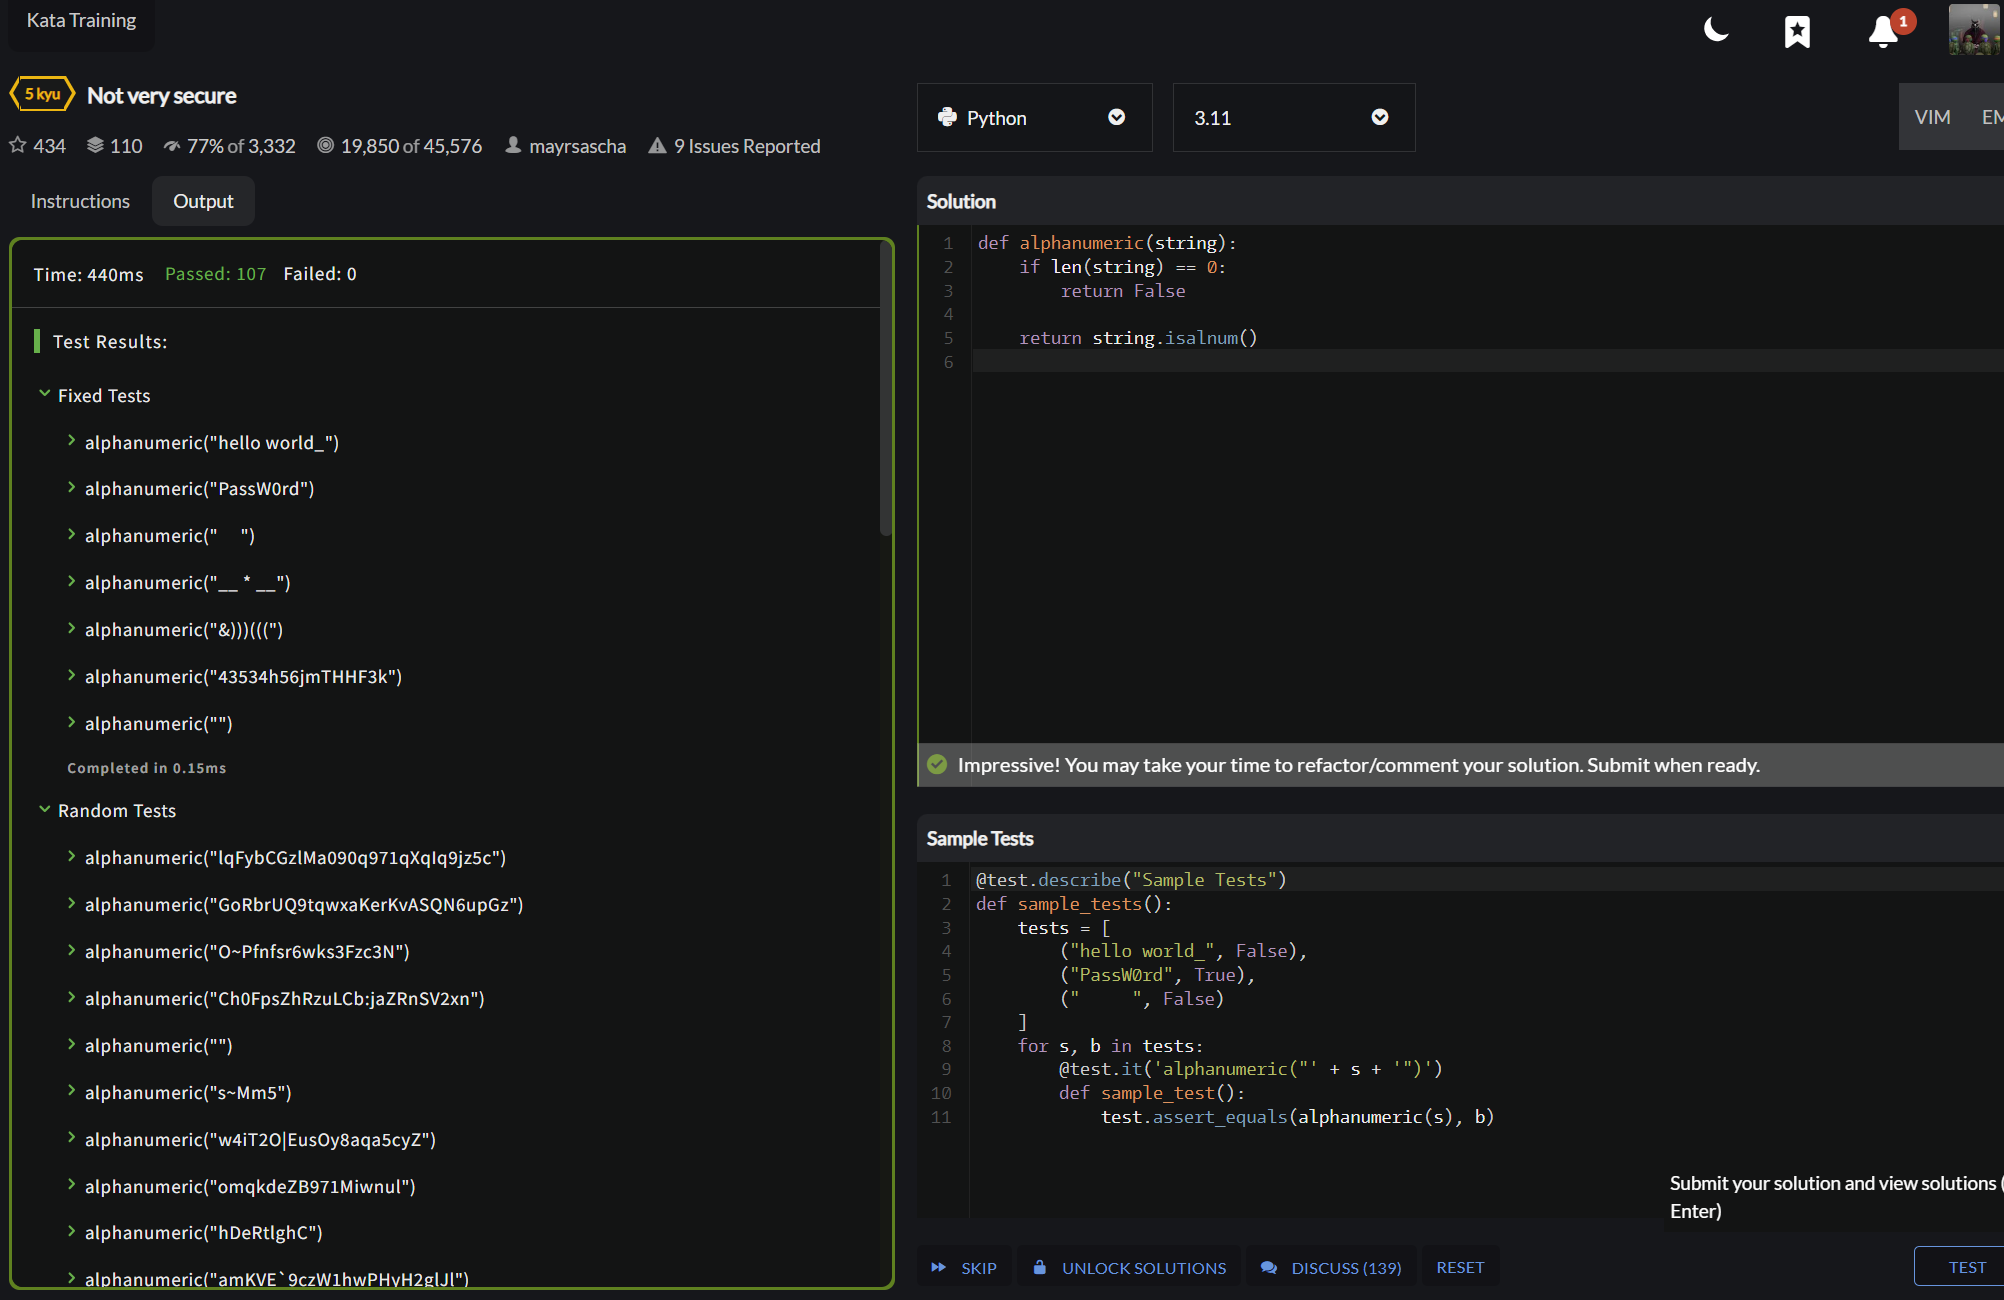 Kata Training
1
5 kyu Not very secure
434 110 77% of 3,332 19,850 of 45,576 mayrsascha 9 Issues Reported
Instructions Output
Time: 440ms Passed: 107 Failed: 0
Test Results:
Fixed Tests
alphanumeric("hello world_")
alphanumeric("PassW0rd")
alphanumeric("     ")
alphanumeric("__ * __")
alphanumeric("&)))(((")
alphanumeric("43534h56jmTHHF3k")
alphanumeric("")
Completed in 0.15ms
Random Tests
alphanumeric("lqFybCGzlMa090q971qXqIq9jz5c")
alphanumeric("GoRbrUQ9tqwxaKerKvASQN6upGz")
alphanumeric("O~Pfnfsr6wks3Fzc3N")
alphanumeric("Ch0FpsZhRzuLCb:jaZRnSV2xn")
alphanumeric("")
alphanumeric("s~Mm5")
alphanumeric("w4iT2O|EusOy8aqa5cyZ")
alphanumeric("omqkdeZB971Miwnul")
alphanumeric("hDeRtlghC")
alphanumeric("amKVE`9czW1hwPHyH2glJl")
Python 3.11 VIM EM
Solution
1 def alphanumeric(string):
2     if len(string) == 0:
3         return False
4
5     return string.isalnum()
6
Impressive! You may take your time to refactor/comment your solution. Submit when ready.
Sample Tests
1 @test.describe("Sample Tests")
2 def sample_tests():
3     tests = [
4         ("hello world_", False),
5         ("PassW0rd", True),
6         ("     ", False)
7     ]
8     for s, b in tests:
9         @test.it('alphanumeric("' + s + '")')
10         def sample_test():
11             test.assert_equals(alphanumeric(s), b)
Submit your solution and view solutions (
Enter)
SKIP UNLOCK SOLUTIONS DISCUSS (139) RESET TEST